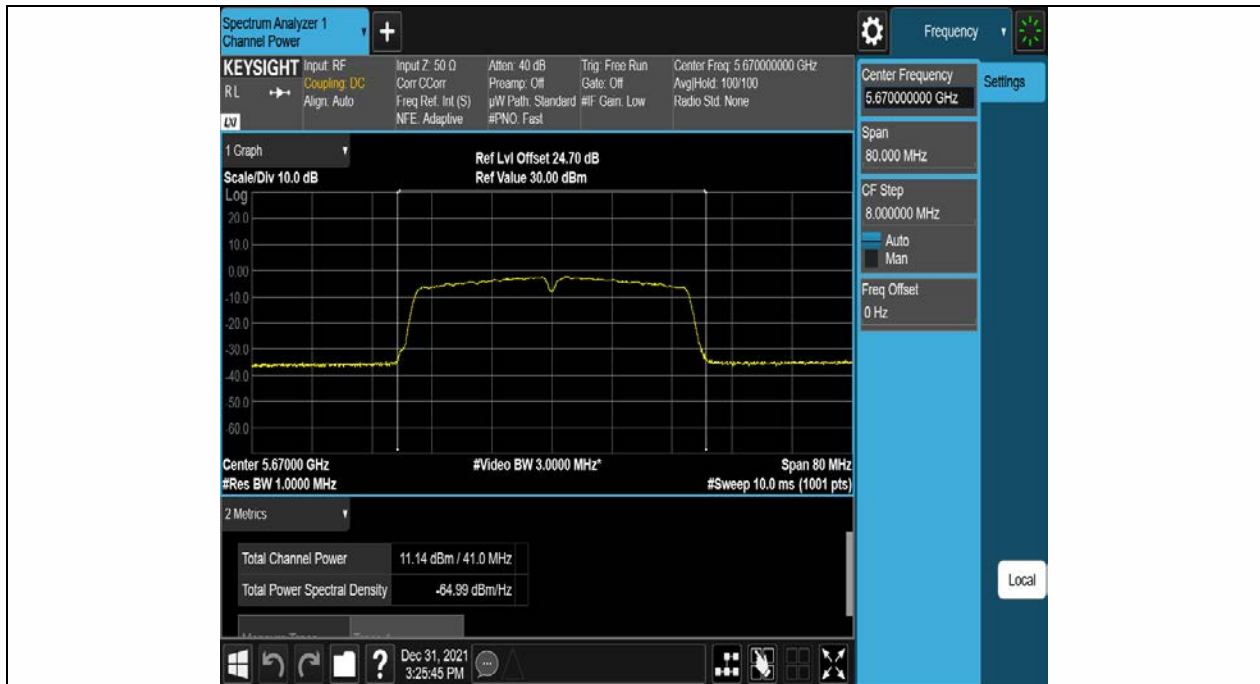 Spectrum Analyzer 1
Channel Power
+
Frequency
KEYSIGHT
RL
LXI
Input: RF
Coupling: DC
Align: Auto
Input Z: 50 Ω
Corr CCorr
Freq Ref: Int (S)
NFE: Adaptive
Atten: 40 dB
Preamp: Off
µW Path: Standard
#PNO: Fast
Trig: Free Run
Gate: Off
#IF Gain: Low
Center Freq: 5.670000000 GHz
Avg|Hold: 100/100
Radio Std: None
Center Frequency
5.670000000 GHz
Settings
Span
80.000 MHz
CF Step
8.000000 MHz
Auto
Man
Freq Offset
0 Hz
Local
1 Graph
Ref Lvl Offset 24.70 dB
Scale/Div 10.0 dB
Ref Value 30.00 dBm
Log
20.0
10.0
0.00
-10.0
-20.0
-30.0
-40.0
-50.0
-60.0
Center 5.67000 GHz
#Video BW 3.0000 MHz*
Span 80 MHz
#Res BW 1.0000 MHz
#Sweep 10.0 ms (1001 pts)
2 Metrics
Total Channel Power 11.14 dBm / 41.0 MHz
Total Power Spectral Density -64.99 dBm/Hz
?
Dec 31, 2021
3:25:45 PM